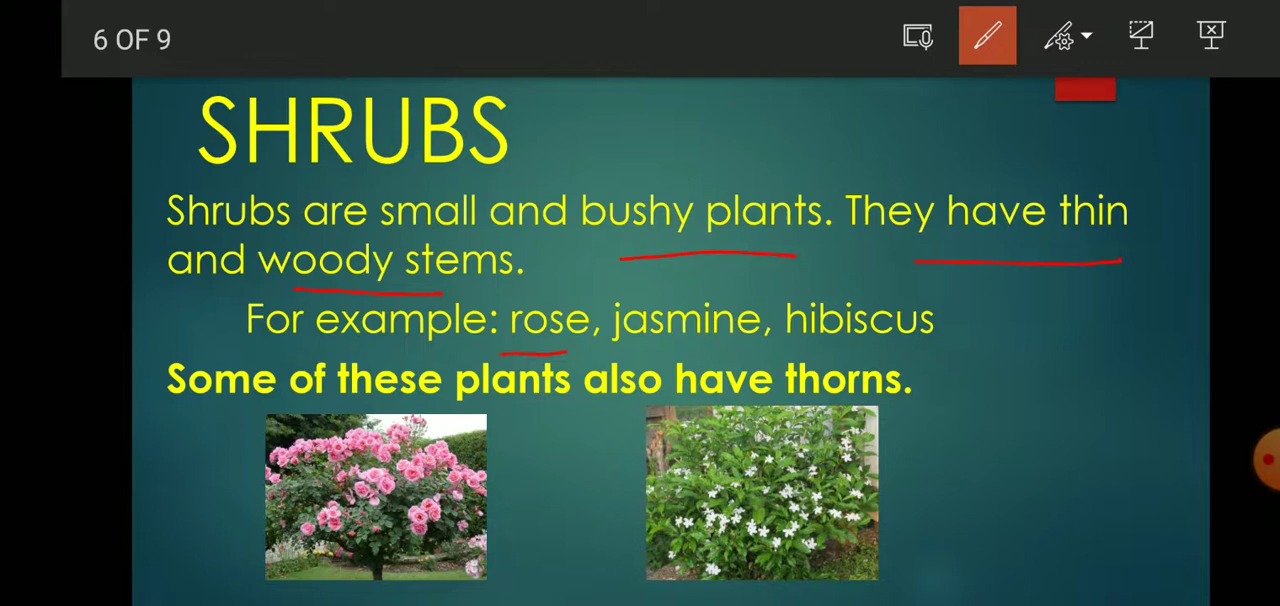 6 OF 9
SHRUBS
Shrubs are small and bushy plants. They have thin
and woody stems.
For example: rose, jasmine, hibiscus
Some of these plants also have thorns.